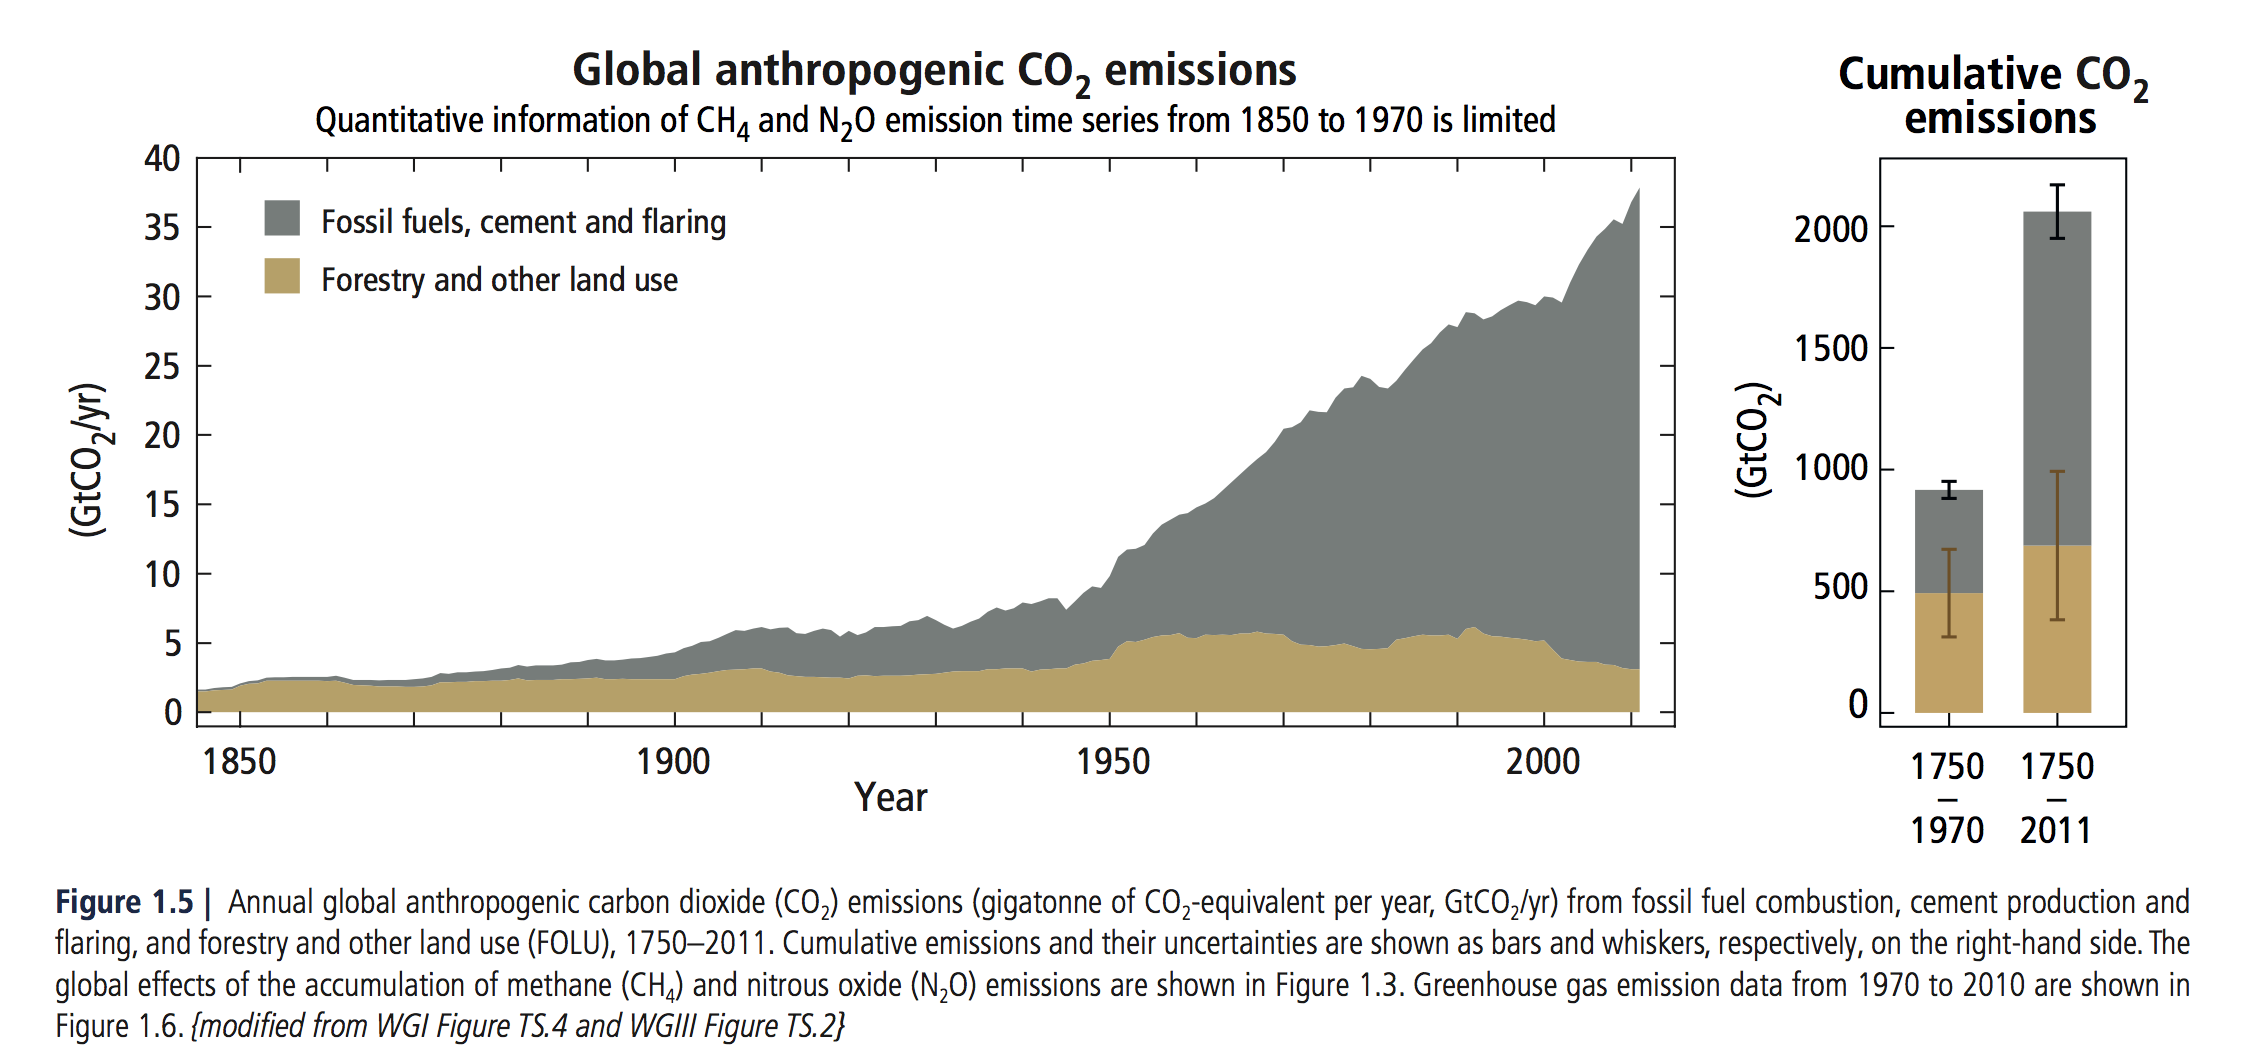 Global anthropogenic CO₂ emissions
Quantitative information of CH₄ and N₂O emission time series from 1850 to 1970 is limited
40
35
30
25
20
15
10
5
0
(GtCO₂/yr)
Fossil fuels, cement and flaring
Forestry and other land use
1850
1900
1950
2000
Year
Cumulative CO₂
emissions
2000
1500
1000
500
0
(GtCO₂)
1750
–
1970
1750
–
2011
Figure 1.5 | Annual global anthropogenic carbon dioxide (CO₂) emissions (gigatonne of CO₂-equivalent per year, GtCO₂/yr) from fossil fuel combustion, cement production and
flaring, and forestry and other land use (FOLU), 1750–2011. Cumulative emissions and their uncertainties are shown as bars and whiskers, respectively, on the right-hand side. The
global effects of the accumulation of methane (CH₄) and nitrous oxide (N₂O) emissions are shown in Figure 1.3. Greenhouse gas emission data from 1970 to 2010 are shown in
Figure 1.6. {modified from WGI Figure TS.4 and WGIII Figure TS.2}